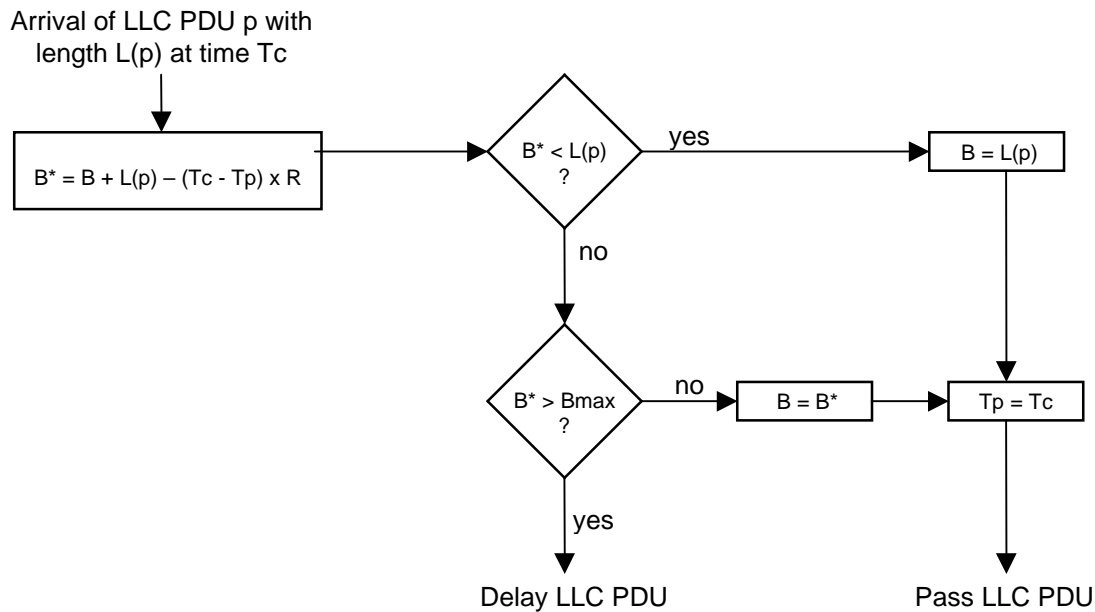 Arrival of LLC PDU p with
length L(p) at time Tc
B* = B + L(p) – (Tc - Tp) x R
B* < L(p)
?
yes
B = L(p)
no
B* > Bmax
?
no
B = B*
Tp = Tc
yes
Delay LLC PDU
Pass LLC PDU